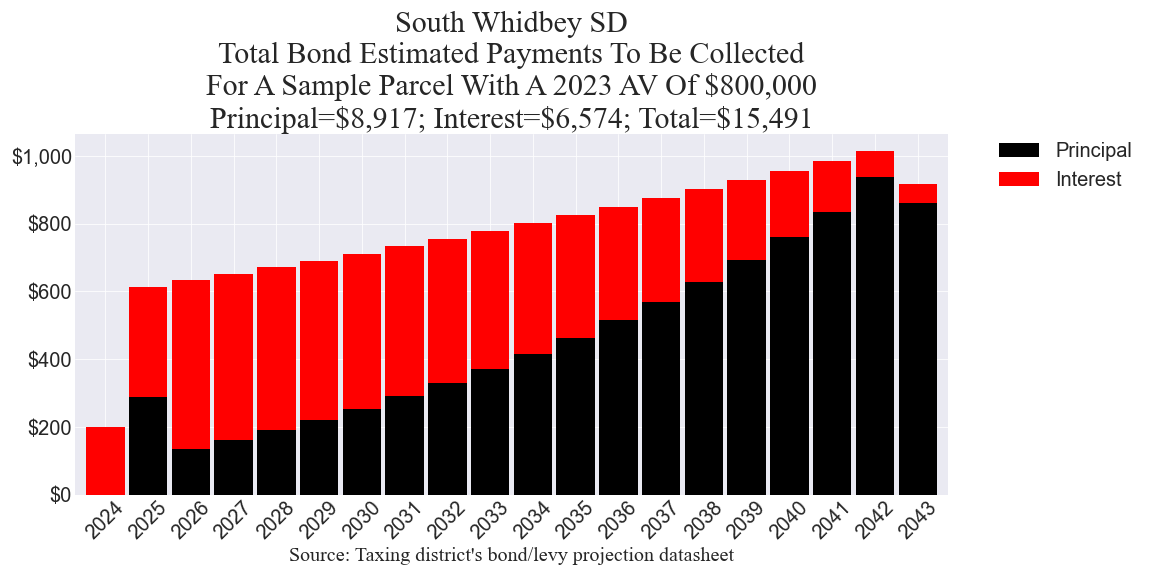 South Whidbey SD
Total Bond Estimated Payments To Be Collected
For A Sample Parcel With A 2023 AV Of $800,000
Principal=$8,917; Interest=$6,574; Total=$15,491
Principal
Interest
$1,000
$800
$600
$400
$200
$0
2024 2025 2026 2027 2028 2029 2030 2031 2032 2033 2034 2035 2036 2037 2038 2039 2040 2041 2042 2043
Source: Taxing district's bond/levy projection datasheet